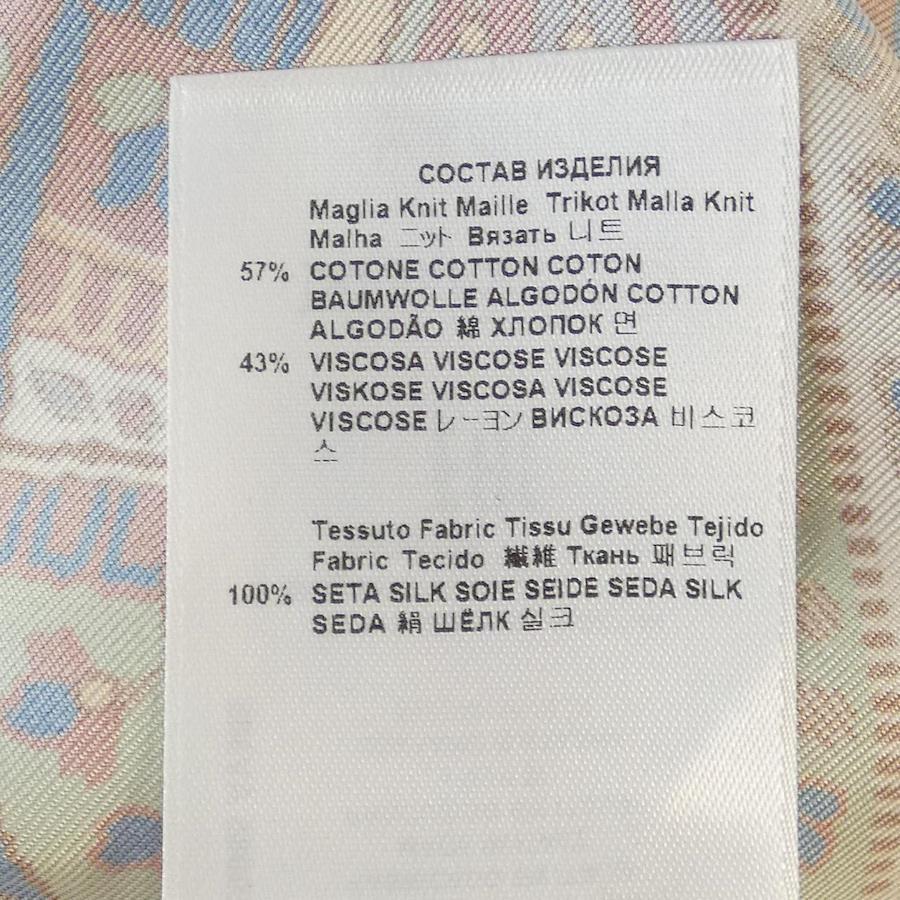 СОСТАВ ИЗДЕЛИЯ
Maglia Knit Maille Trikot Malla Knit
Malha ニット Вязать 니트
57% COTONE COTTON COTON
BAUMWOLLE ALGODÓN COTTON
ALGODÃO 綿 ХЛОПОК 면
43% VISCOSA VISCOSE VISCOSE
VISKOSE VISCOSA VISCOSE
VISCOSE レーヨン ВИСКОЗА 비스코
스
Tessuto Fabric Tissu Gewebe Tejido
Fabric Tecido 繊維 Ткань 패브릭
100% SETA SILK SOIE SEIDE SEDA SILK
SEDA 絹 ШЁЛК 실크